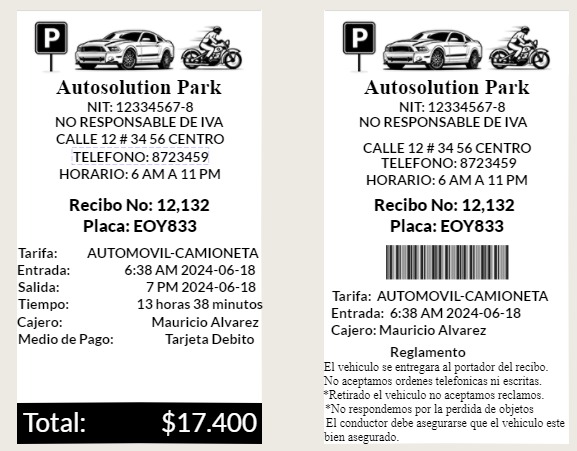 P
Autosolution Park
NIT: 12334567-8
NO RESPONSABLE DE IVA
CALLE 12 # 34 56 CENTRO
TELEFONO: 8723459
HORARIO: 6 AM A 11 PM
Recibo No: 12,132
Placa: EOY833
Tarifa: AUTOMOVIL-CAMIONETA
Entrada: 6:38 AM 2024-06-18
Salida: 7 PM 2024-06-18
Tiempo: 13 horas 38 minutos
Cajero: Mauricio Alvarez
Medio de Pago: Tarjeta Debito
Total: $17.400
P
Autosolution Park
NIT: 12334567-8
NO RESPONSABLE DE IVA
CALLE 12 # 34 56 CENTRO
TELEFONO: 8723459
HORARIO: 6 AM A 11 PM
Recibo No: 12,132
Placa: EOY833
Tarifa: AUTOMOVIL-CAMIONETA
Entrada: 6:38 AM 2024-06-18
Cajero: Mauricio Alvarez
Reglamento
El vehiculo se entregara al portador del recibo.
No aceptamos ordenes telefonicas ni escritas.
*Retirado el vehiculo no aceptamos reclamos.
*No respondemos por la perdida de objetos
El conductor debe asegurarse que el vehiculo este
bien asegurado.